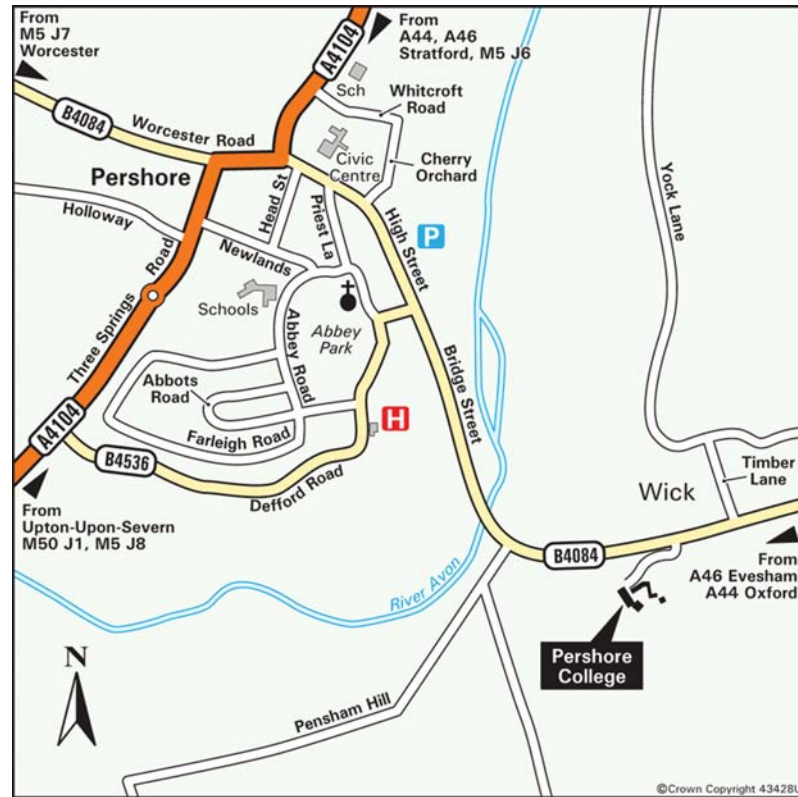 From
M5 J7
Worcester
A4104
From
A44, A46
Stratford, M5 J6
Sch
Whitcroft
Road
B4084
Worcester Road
Civic
Centre
Cherry
Orchard
Pershore
Holloway
Head St
Priest La
High Street
P
Yock Lane
Newlands
Three Springs Road
Schools
Abbey Road
Abbey
Park
Bridge Street
Abbots
Road
H
A4104
Farleigh Road
B4536
Defford Road
Wick
Timber
Lane
From
Upton-Upon-Severn
M50 J1, M5 J8
B4084
From
A46 Evesham
A44 Oxford
River Avon
Pershore
College
N
Pensham Hill
©Crown Copyright 43428U